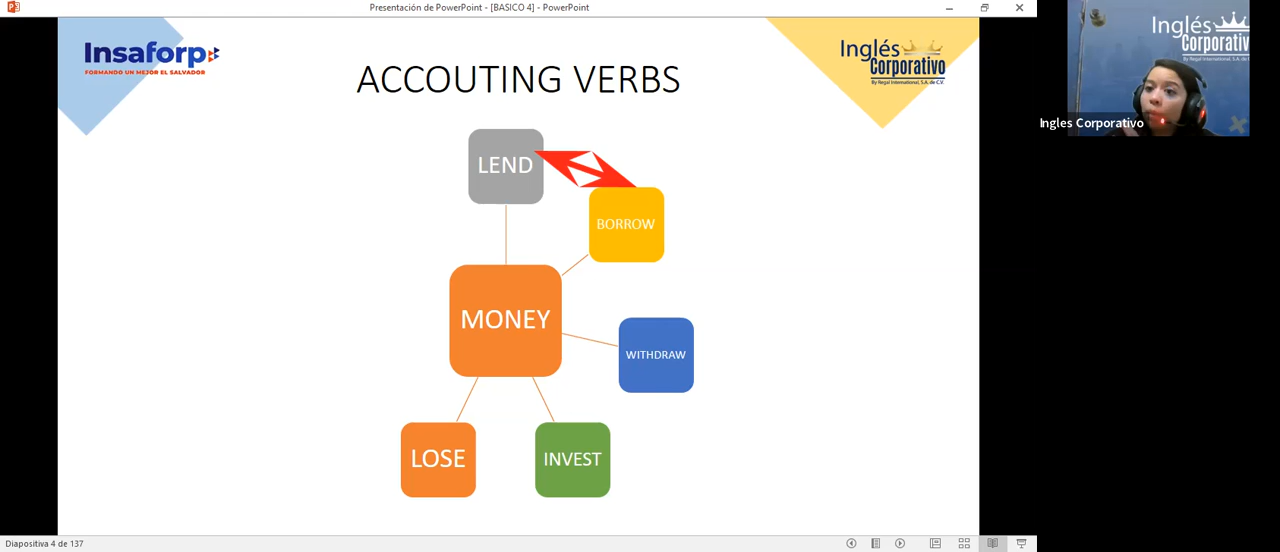 Presentación de PowerPoint - [BASICO 4] - PowerPoint
Insaforp
FORMANDO UN MEJOR EL SALVADOR
ACCOUTING VERBS
Inglés
Corporativo
By Regal International, S.A. de C.V.
Inglés
Corporativo
Ingles Corporativo
LEND
BORROW
MONEY
WITHDRAW
LOSE
INVEST
Diapositiva 4 de 137